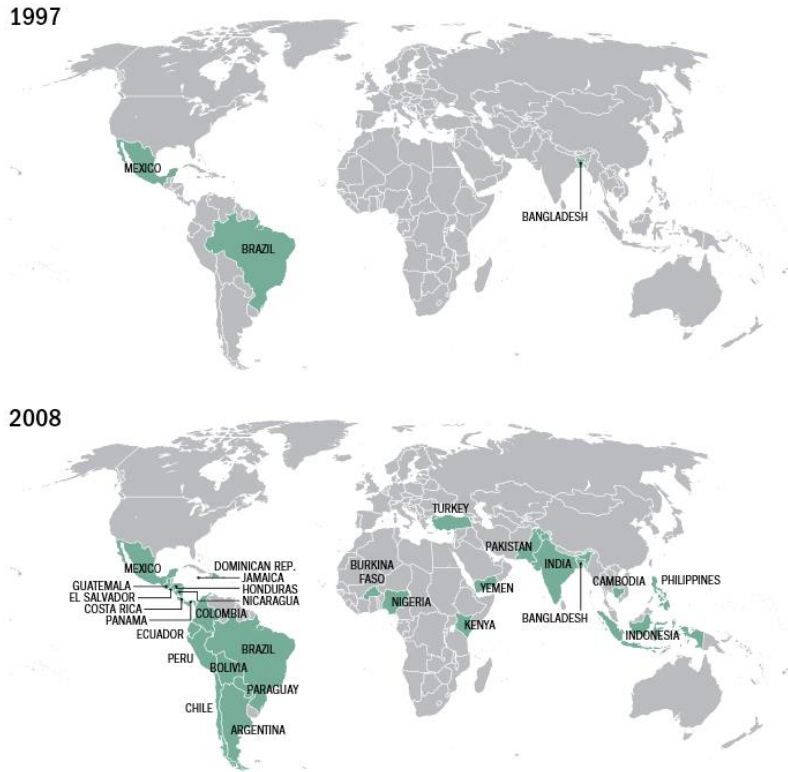 1997
MEXICO
BRAZIL
BANGLADESH
2008
TURKEY
MEXICO
PAKISTAN
INDIA
DOMINICAN REP.
BURKINA
FASO
JAMAICA
CAMBODIA
PHILIPPINES
GUATEMALA
HONDURAS
YEMEN
EL SALVADOR
NICARAGUA
NIGERIA
COSTA RICA
COLOMBIA
BANGLADESH
PANAMA
KENYA
ECUADOR
INDONESIA
BRAZIL
PERU
BOLIVIA
PARAGUAY
CHILE
ARGENTINA